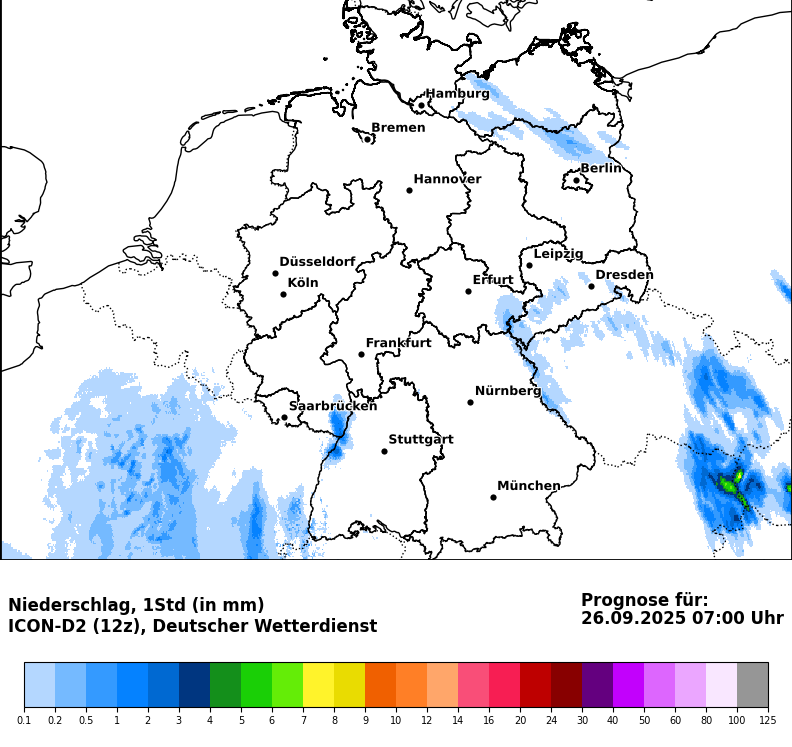 Hamburg
Bremen
Berlin
Hannover
Leipzig
Düsseldorf
Dresden
Köln
Erfurt
Frankfurt
Nürnberg
Saarbrücken
Stuttgart
München
Niederschlag, 1Std (in mm)
ICON-D2 (12z), Deutscher Wetterdienst
Prognose für:
26.09.2025 07:00 Uhr
0.1 0.2 0.5 1 2 3 4 5 6 7 8 9 10 12 14 16 20 24 30 40 50 60 80 100 125